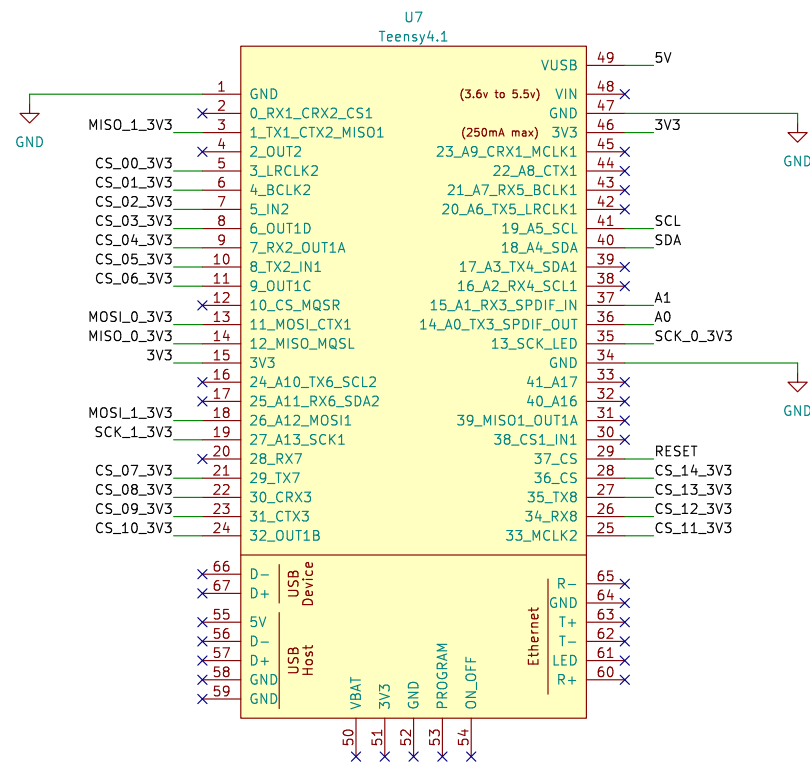 U7
Teensy4.1
VUSB 49 5V
1 GND (3.6v to 5.5v) VIN 48
2 0_RX1_CRX2_CS1 GND 47
MISO_1_3V3 3 1_TX1_CTX2_MISO1 (250mA max) 3V3 46 3V3
GND GND
4 2_OUT2 23_A9_CRX1_MCLK1 45
CS_00_3V3 5 3_LRCLK2 22_A8_CTX1 44
CS_01_3V3 6 4_BCLK2 21_A7_RX5_BCLK1 43
CS_02_3V3 7 5_IN2 20_A6_TX5_LRCLK1 42
CS_03_3V3 8 6_OUT1D 19_A5_SCL 41 SCL
CS_04_3V3 9 7_RX2_OUT1A 18_A4_SDA 40 SDA
CS_05_3V3 10 8_TX2_IN1 17_A3_TX4_SDA1 39
CS_06_3V3 11 9_OUT1C 16_A2_RX4_SCL1 38
12 10_CS_MQSR 15_A1_RX3_SPDIF_IN 37 A1
MOSI_0_3V3 13 11_MOSI_CTX1 14_A0_TX3_SPDIF_OUT 36 A0
MISO_0_3V3 14 12_MISO_MQSL 13_SCK_LED 35 SCK_0_3V3
3V3 15 3V3 GND 34
16 24_A10_TX6_SCL2 41_A17 33
17 25_A11_RX6_SDA2 40_A16 32
GND
MOSI_1_3V3 18 26_A12_MOSI1 39_MISO1_OUT1A 31
SCK_1_3V3 19 27_A13_SCK1 38_CS1_IN1 30
20 28_RX7 37_CS 29 RESET
CS_07_3V3 21 29_TX7 36_CS 28 CS_14_3V3
CS_08_3V3 22 30_CRX3 35_TX8 27 CS_13_3V3
CS_09_3V3 23 31_CTX3 34_RX8 26 CS_12_3V3
CS_10_3V3 24 32_OUT1B 33_MCLK2 25 CS_11_3V3
66 D-
67 D+
USB Device
R- 65
GND 64
55 5V T+ 63
56 D- T- 62
57 D+ LED 61
58 GND R+ 60
59 GND
USB Host
Ethernet
VBAT 3V3 GND PROGRAM ON_OFF
50 51 52 53 54